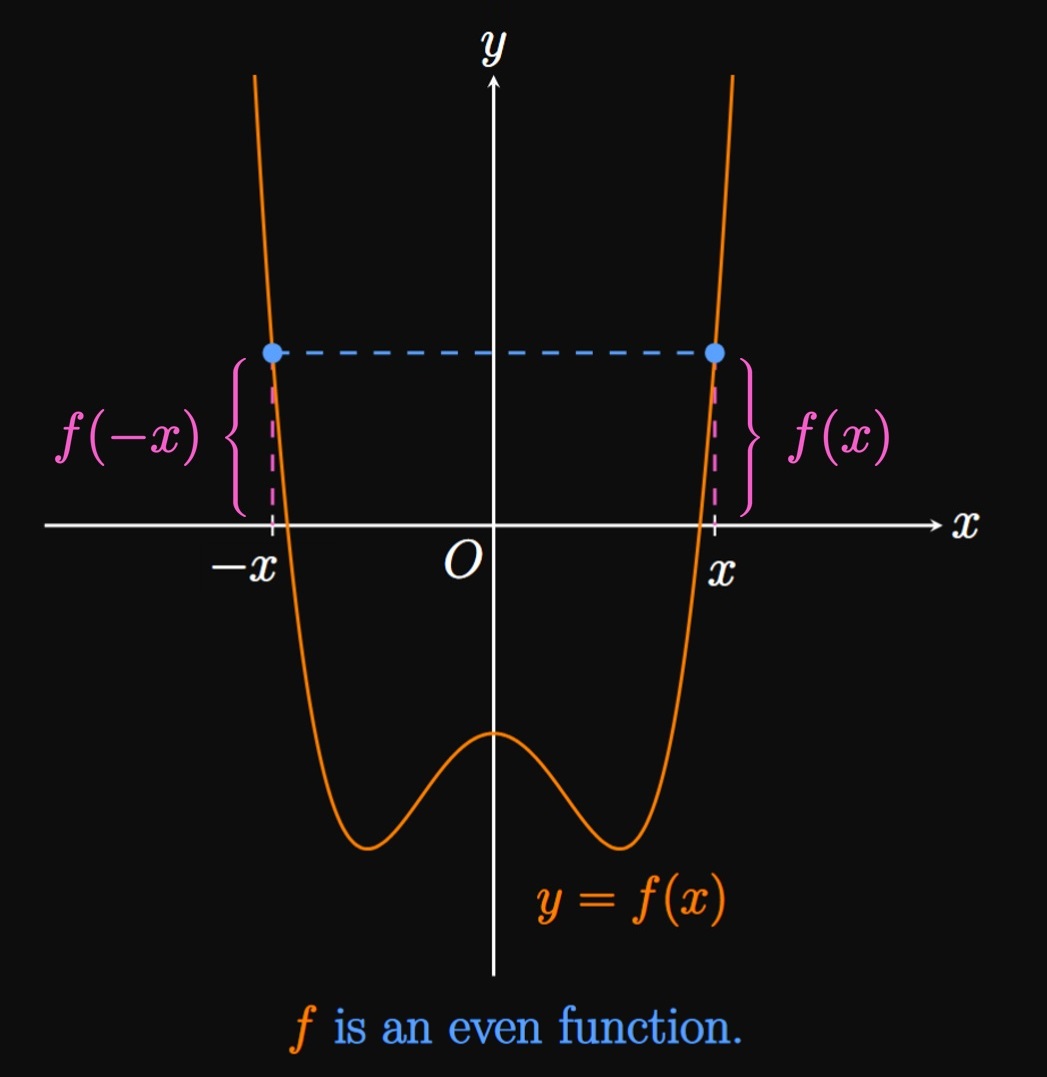 y
f(−x)
f(x)
x
−x
O
x
y = f(x)
f is an even function.